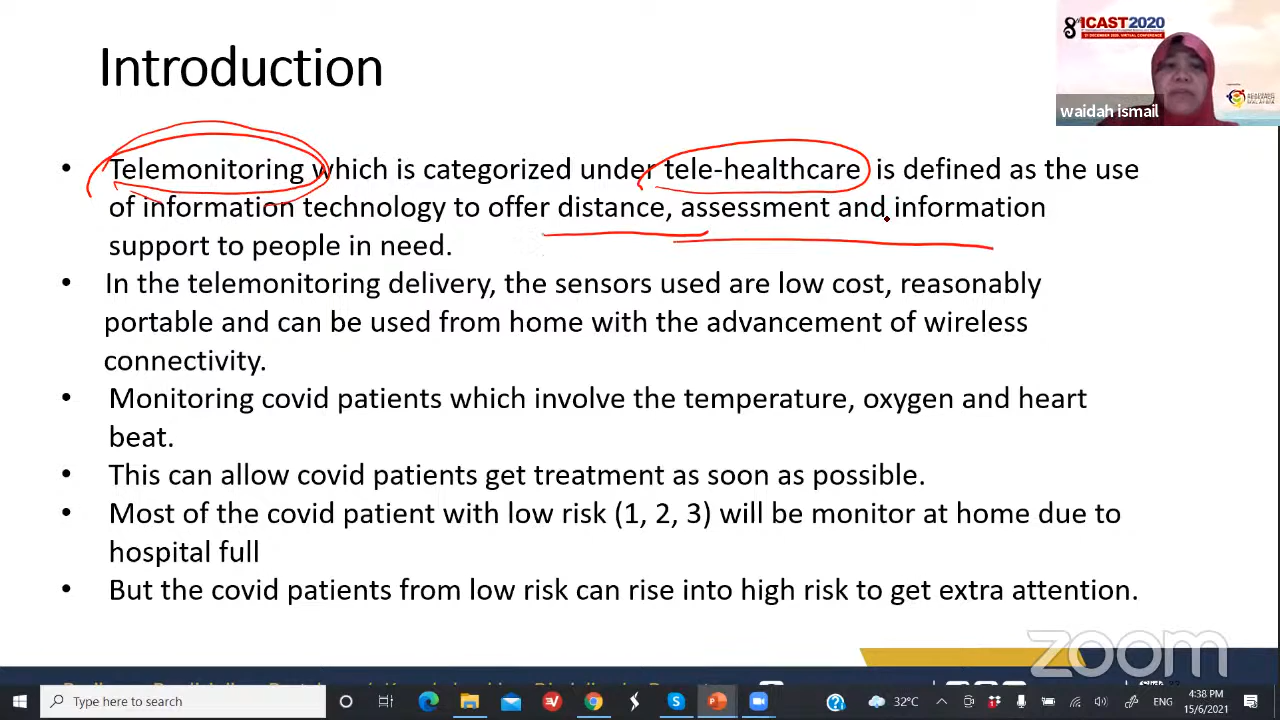 Introduction
8th ICAST2020
waidah ismail
• Telemonitoring which is categorized under tele-healthcare is defined as the use
of information technology to offer distance, assessment and information
support to people in need.
• In the telemonitoring delivery, the sensors used are low cost, reasonably
portable and can be used from home with the advancement of wireless
connectivity.
• Monitoring covid patients which involve the temperature, oxygen and heart
beat.
• This can allow covid patients get treatment as soon as possible.
• Most of the covid patient with low risk (1, 2, 3) will be monitor at home due to
hospital full
• But the covid patients from low risk can rise into high risk to get extra attention.
zoom
Type here to search
32°C
ENG
4:38 PM
15/6/2021